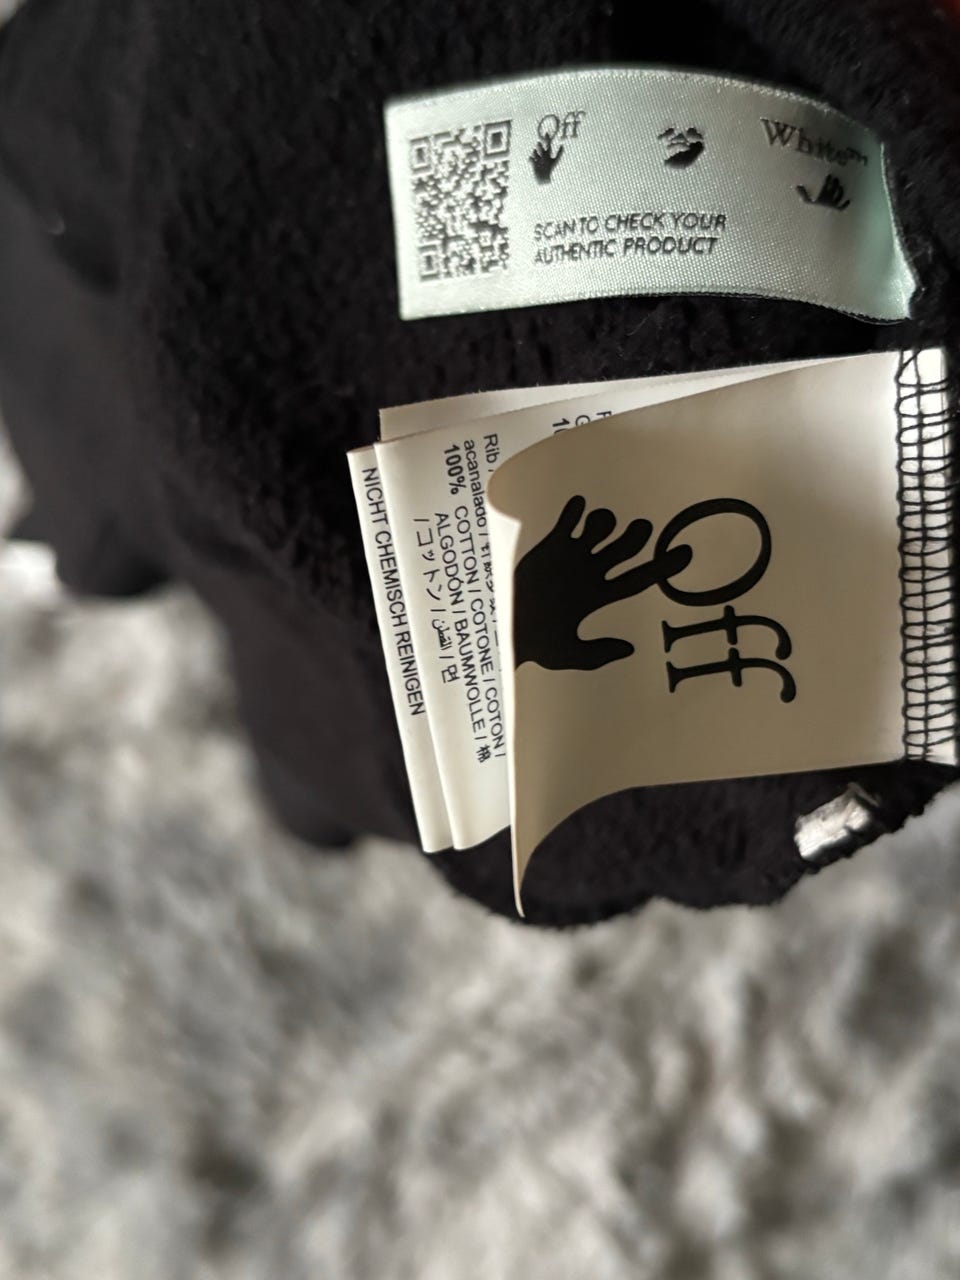 Off
White™
SCAN TO CHECK YOUR
AUTHENTIC PRODUCT
Off
Rib /
acanalado /
100% COTTON / COTONE / COTON /
ALGODÓN / BAUMWOLLE / 棉
/ コットン / القطن / 면
NICHT CHEMISCH REINIGEN